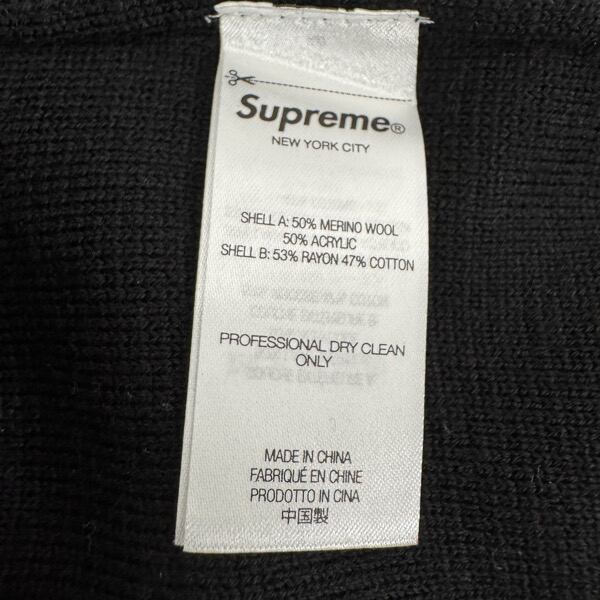 Supreme®
NEW YORK CITY
SHELL A: 50% MERINO WOOL
50% ACRYLIC
SHELL B: 53% RAYON 47% COTTON
PROFESSIONAL DRY CLEAN
ONLY
MADE IN CHINA
FABRIQUÉ EN CHINE
PRODOTTO IN CINA
中国製